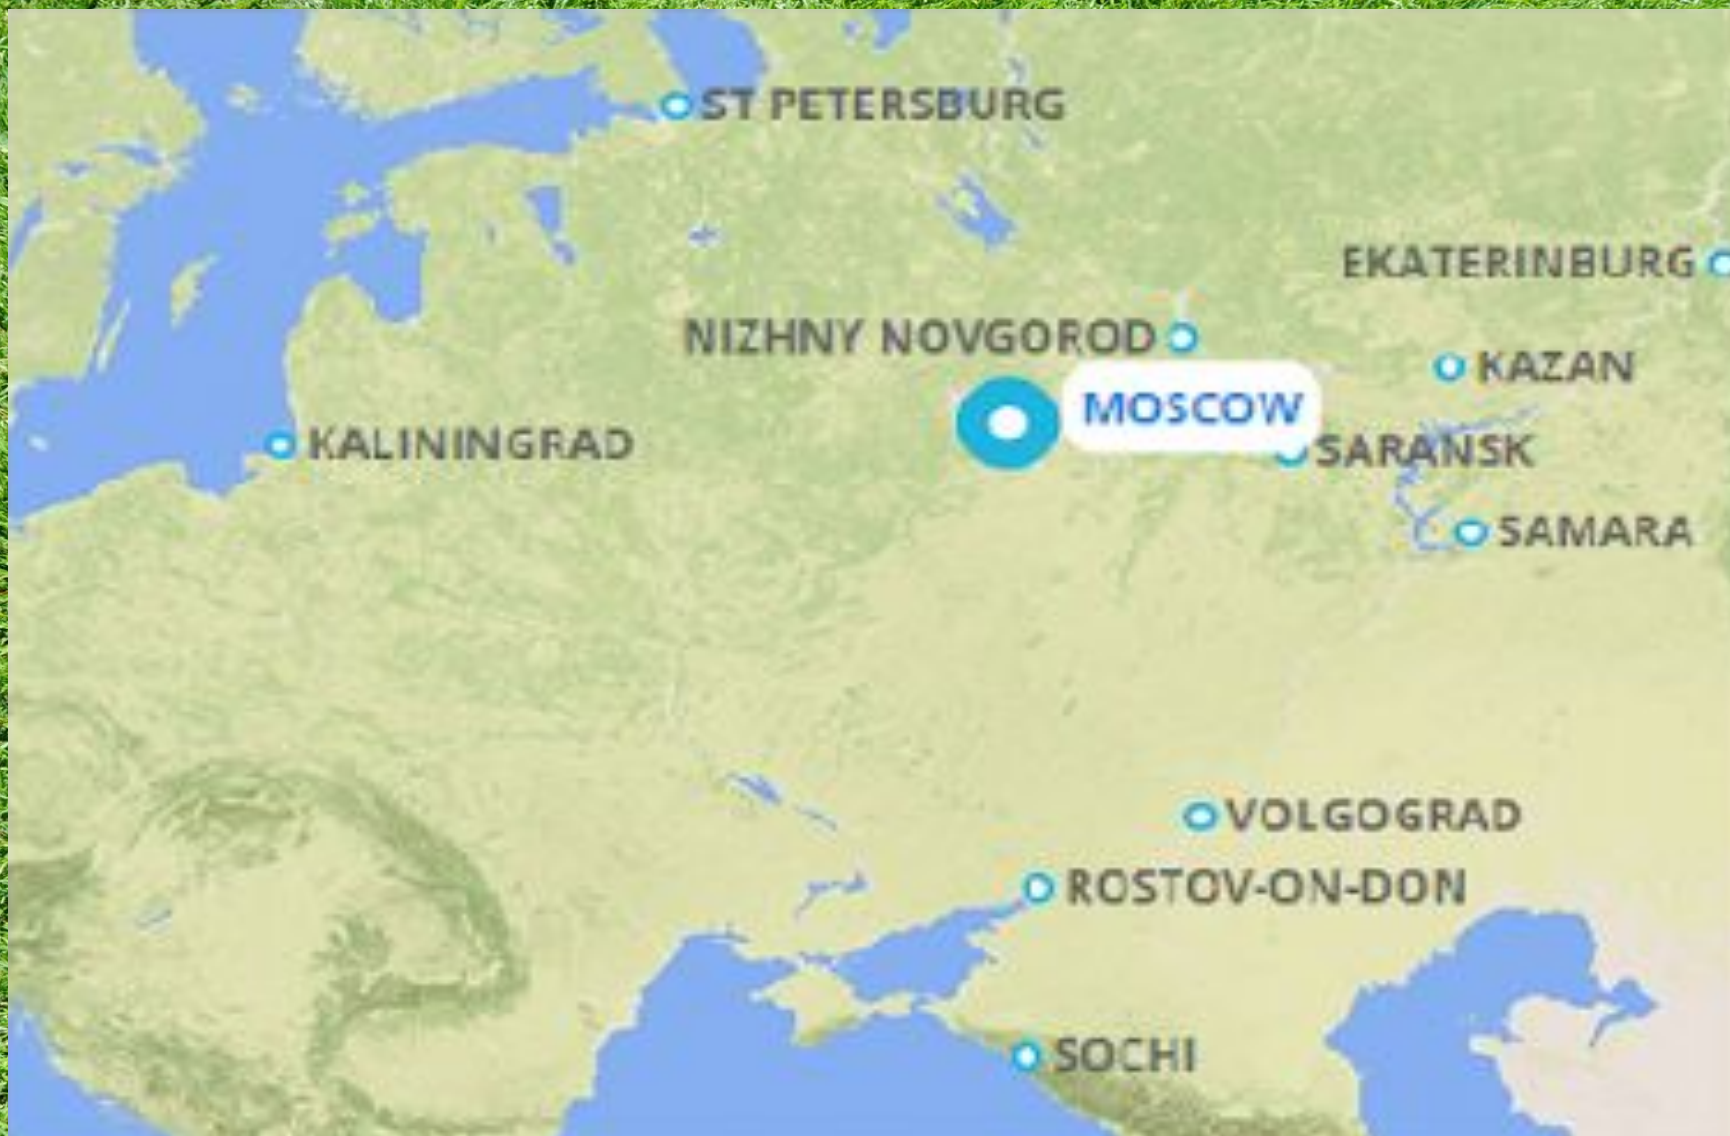 ST PETERSBURG
EKATERINBURG
NIZHNY NOVGOROD
KAZAN
MOSCOW
KALININGRAD
SARANSK
SAMARA
VOLGOGRAD
ROSTOV-ON-DON
SOCHI